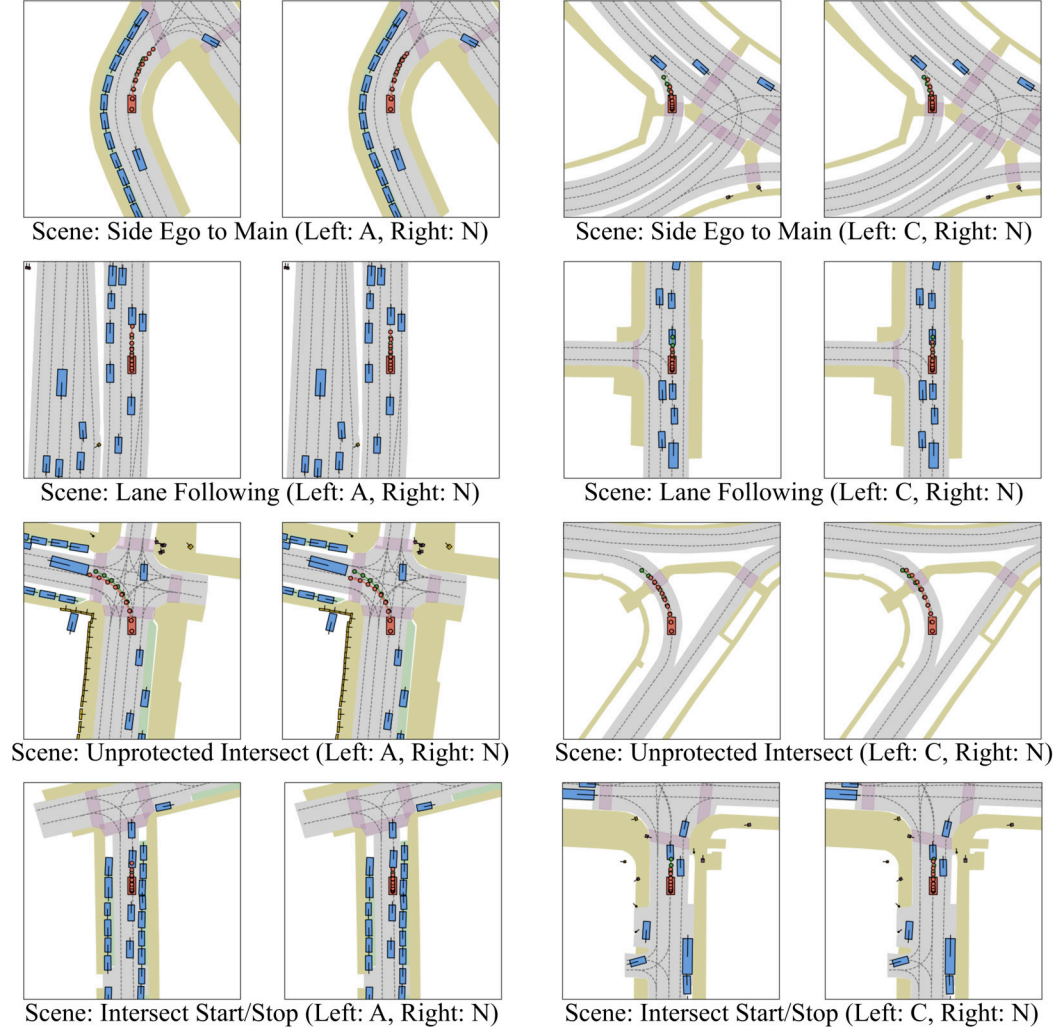 Scene: Side Ego to Main (Left: A, Right: N)
Scene: Side Ego to Main (Left: C, Right: N)
Scene: Lane Following (Left: A, Right: N)
Scene: Lane Following (Left: C, Right: N)
Scene: Unprotected Intersect (Left: A, Right: N)
Scene: Unprotected Intersect (Left: C, Right: N)
Scene: Intersect Start/Stop (Left: A, Right: N)
Scene: Intersect Start/Stop (Left: C, Right: N)